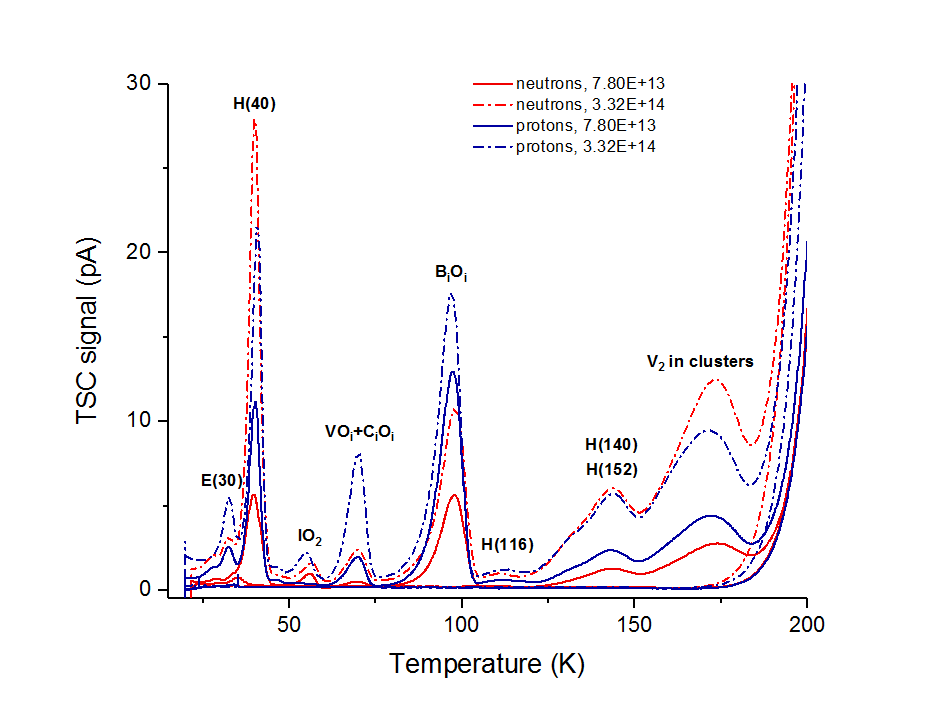 neutrons, 7.80E+13
neutrons, 3.32E+14
protons, 7.80E+13
protons, 3.32E+14
30
20
10
0
TSC signal (pA)
H(40)
E(30)
IO₂
VOᵢ+CᵢOᵢ
BᵢOᵢ
H(116)
H(140)
H(152)
V₂ in clusters
50
100
150
200
Temperature (K)